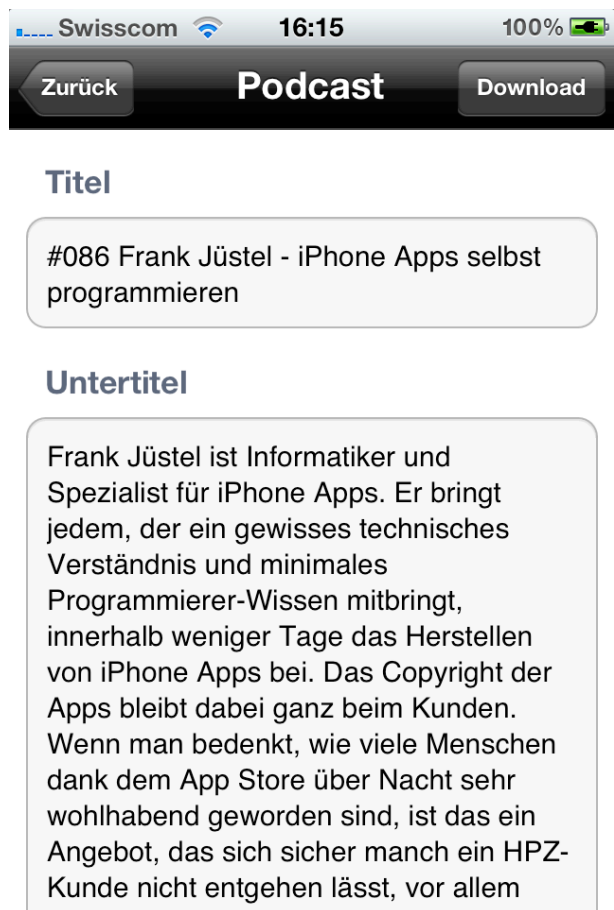 Swisscom 16:15 100%
Zurück Podcast Download
Titel
#086 Frank Jüstel - iPhone Apps selbst
programmieren
Untertitel
Frank Jüstel ist Informatiker und
Spezialist für iPhone Apps. Er bringt
jedem, der ein gewisses technisches
Verständnis und minimales
Programmierer-Wissen mitbringt,
innerhalb weniger Tage das Herstellen
von iPhone Apps bei. Das Copyright der
Apps bleibt dabei ganz beim Kunden.
Wenn man bedenkt, wie viele Menschen
dank dem App Store über Nacht sehr
wohlhabend geworden sind, ist das ein
Angebot, das sich sicher manch ein HPZ-
Kunde nicht entgehen lässt, vor allem